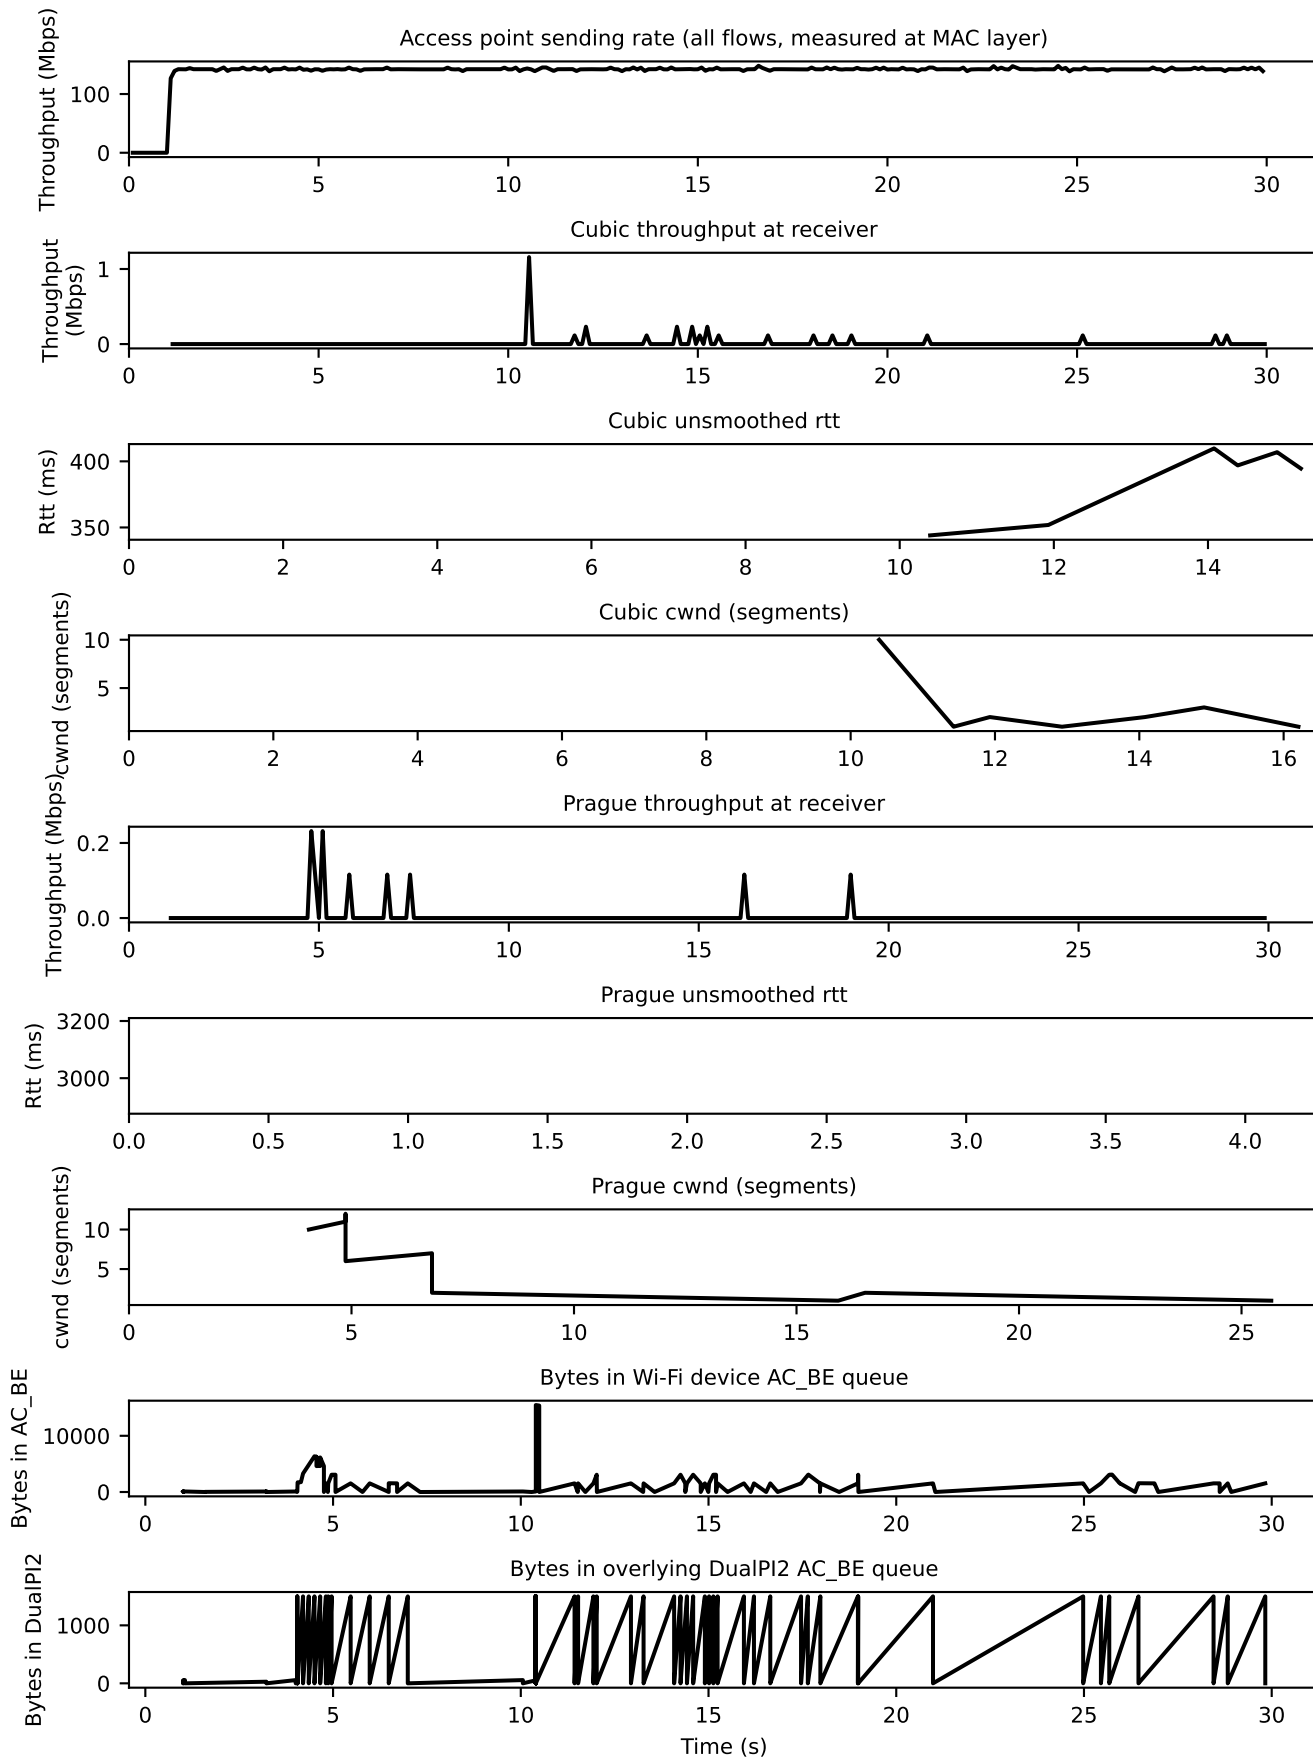 Access point sending rate (all flows, measured at MAC layer)
Throughput (Mbps)
100
0
0 5 10 15 20 25 30
Cubic throughput at receiver
Throughput
(Mbps)
1
0
0 5 10 15 20 25 30
Cubic unsmoothed rtt
Rtt (ms)
400
350
0 2 4 6 8 10 12 14
Cubic cwnd (segments)
cwnd (segments)
10
5
0 2 4 6 8 10 12 14 16
Prague throughput at receiver
Throughput (Mbps)
0.2
0.0
0 5 10 15 20 25 30
Prague unsmoothed rtt
Rtt (ms)
3200
3000
0.0 0.5 1.0 1.5 2.0 2.5 3.0 3.5 4.0
Prague cwnd (segments)
cwnd (segments)
10
5
0 5 10 15 20 25
Bytes in Wi-Fi device AC_BE queue
Bytes in AC_BE
10000
0
0 5 10 15 20 25 30
Bytes in overlying DualPI2 AC_BE queue
Bytes in DualPI2
1000
0
0 5 10 15 20 25 30
Time (s)